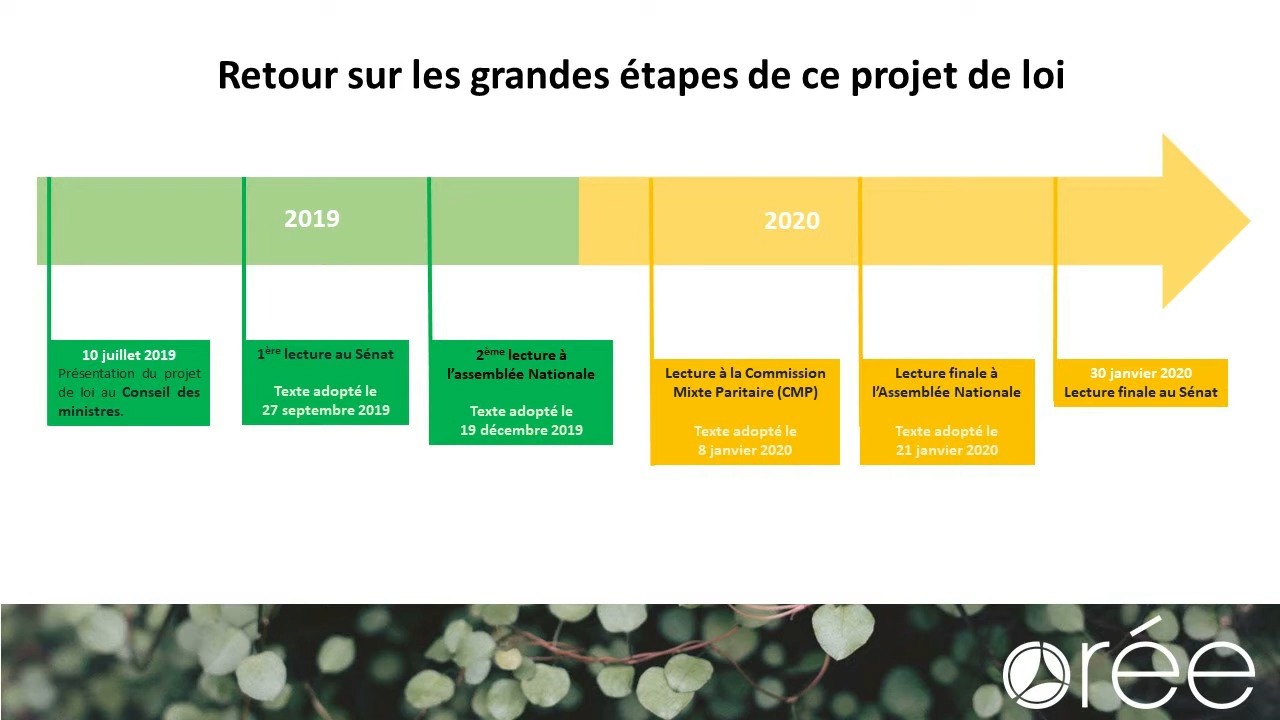 Retour sur les grandes étapes de ce projet de loi
2019
2020
10 juillet 2019
Présentation du projet
de loi au Conseil des
ministres.
1ère lecture au Sénat
Texte adopté le
27 septembre 2019
2ème lecture à
l'assemblée Nationale
Texte adopté le
19 décembre 2019
Lecture à la Commission
Mixte Paritaire (CMP)
Texte adopté le
8 janvier 2020
Lecture finale à
l'Assemblée Nationale
Texte adopté le
21 janvier 2020
30 janvier 2020
Lecture finale au Sénat
orée